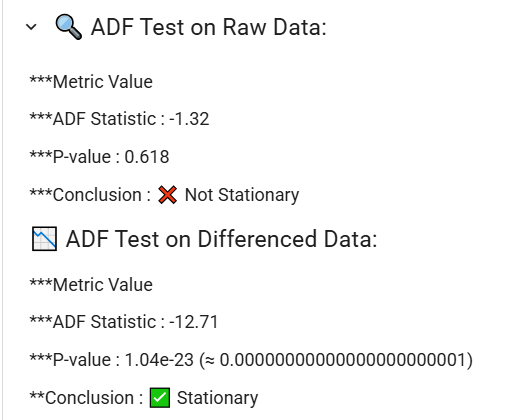 🔍 ADF Test on Raw Data:
***Metric Value
***ADF Statistic : -1.32
***P-value : 0.618
***Conclusion : ❌ Not Stationary
📉 ADF Test on Differenced Data:
***Metric Value
***ADF Statistic : -12.71
***P-value : 1.04e-23 (≈ 0.00000000000000000000001)
**Conclusion : ✅ Stationary